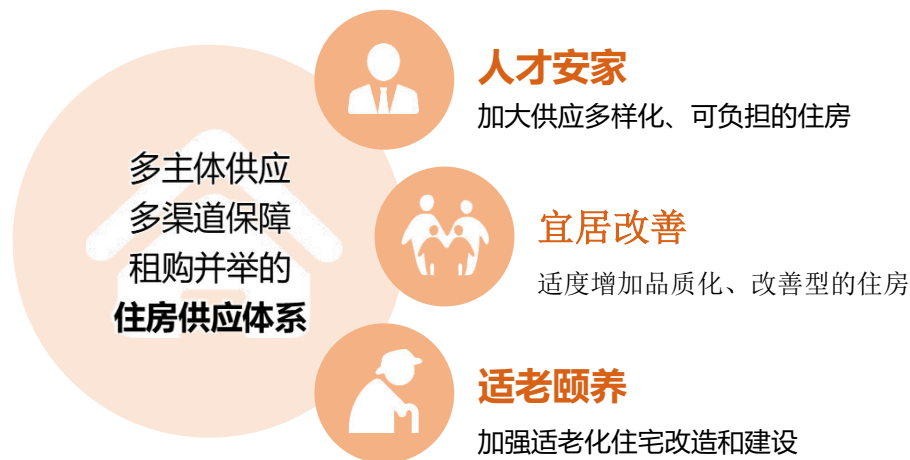 多主体供应
多渠道保障
租购并举的
住房供应体系
人才安家
加大供应多样化、可负担的住房
宜居改善
适度增加品质化、改善型的住房
适老颐养
加强适老化住宅改造和建设